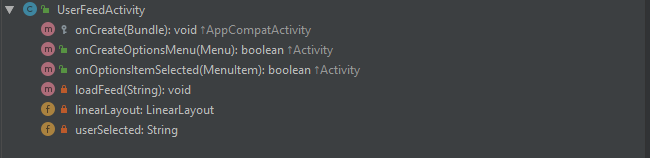 UserFeedActivity
m onCreate(Bundle): void ↑AppCompatActivity
m onCreateOptionsMenu(Menu): boolean ↑Activity
m onOptionsItemSelected(MenuItem): boolean ↑Activity
m loadFeed(String): void
f linearLayout: LinearLayout
f userSelected: String